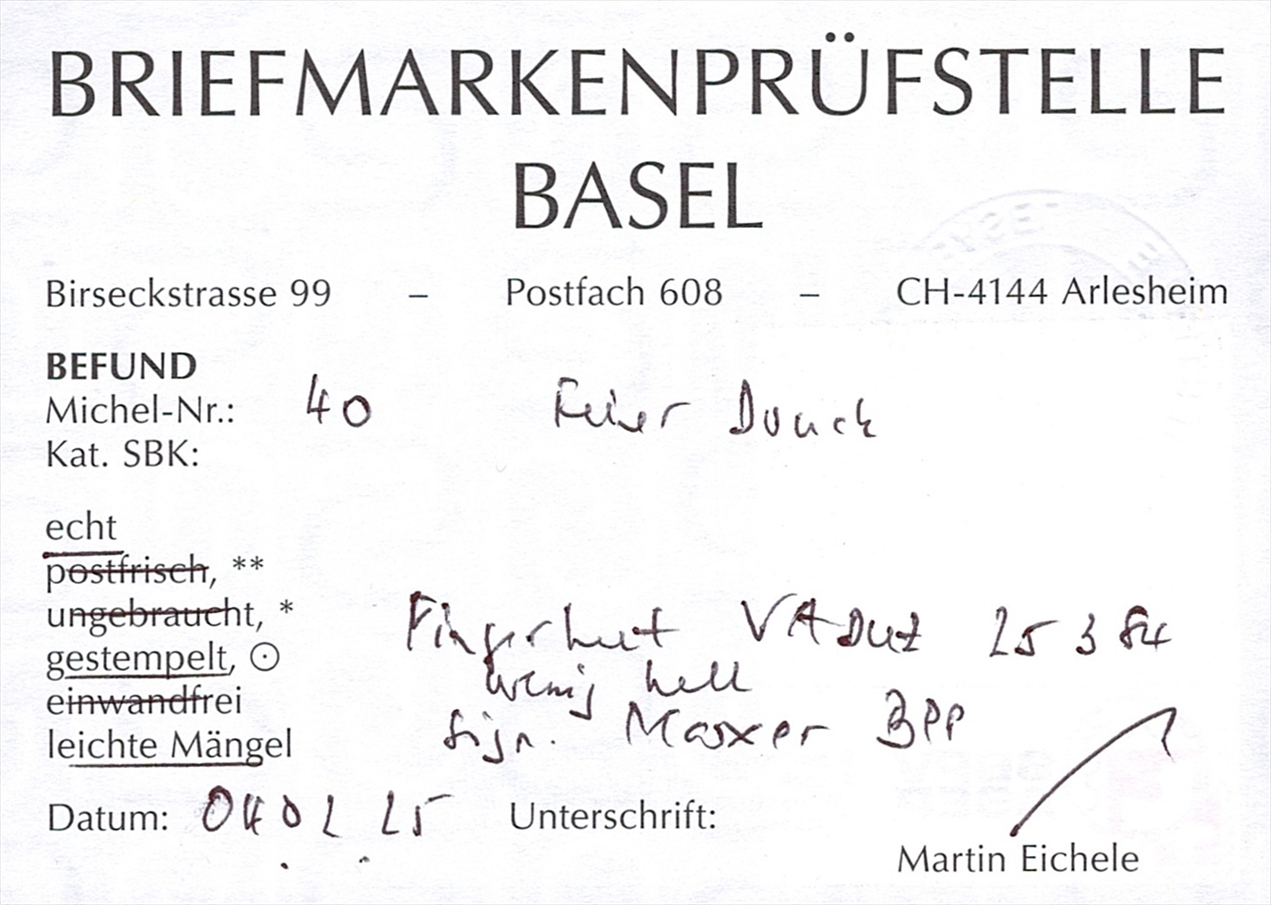 BRIEFMARKENPRÜFSTELLE
BASEL
Birseckstrasse 99 – Postfach 608 – CH-4144 Arlesheim
BEFUND
Michel-Nr.: 40 Feiner Druck
Kat. SBK:
echt
postfrisch, **
ungebraucht, *
gestempelt, ⊙ Fingerhut VADUZ 25 3 84
einwandfrei wenig hell
leichte Mängel sign. Marxer BPP
Datum: 04 02 25 Unterschrift:
Martin Eichele